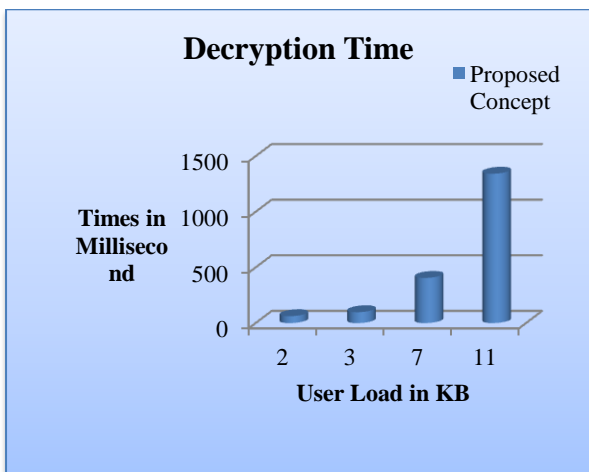 Decryption Time
Proposed
Concept
1500
1000
500
0
Times in
Milliseco
nd
2 3 7 11
User Load in KB